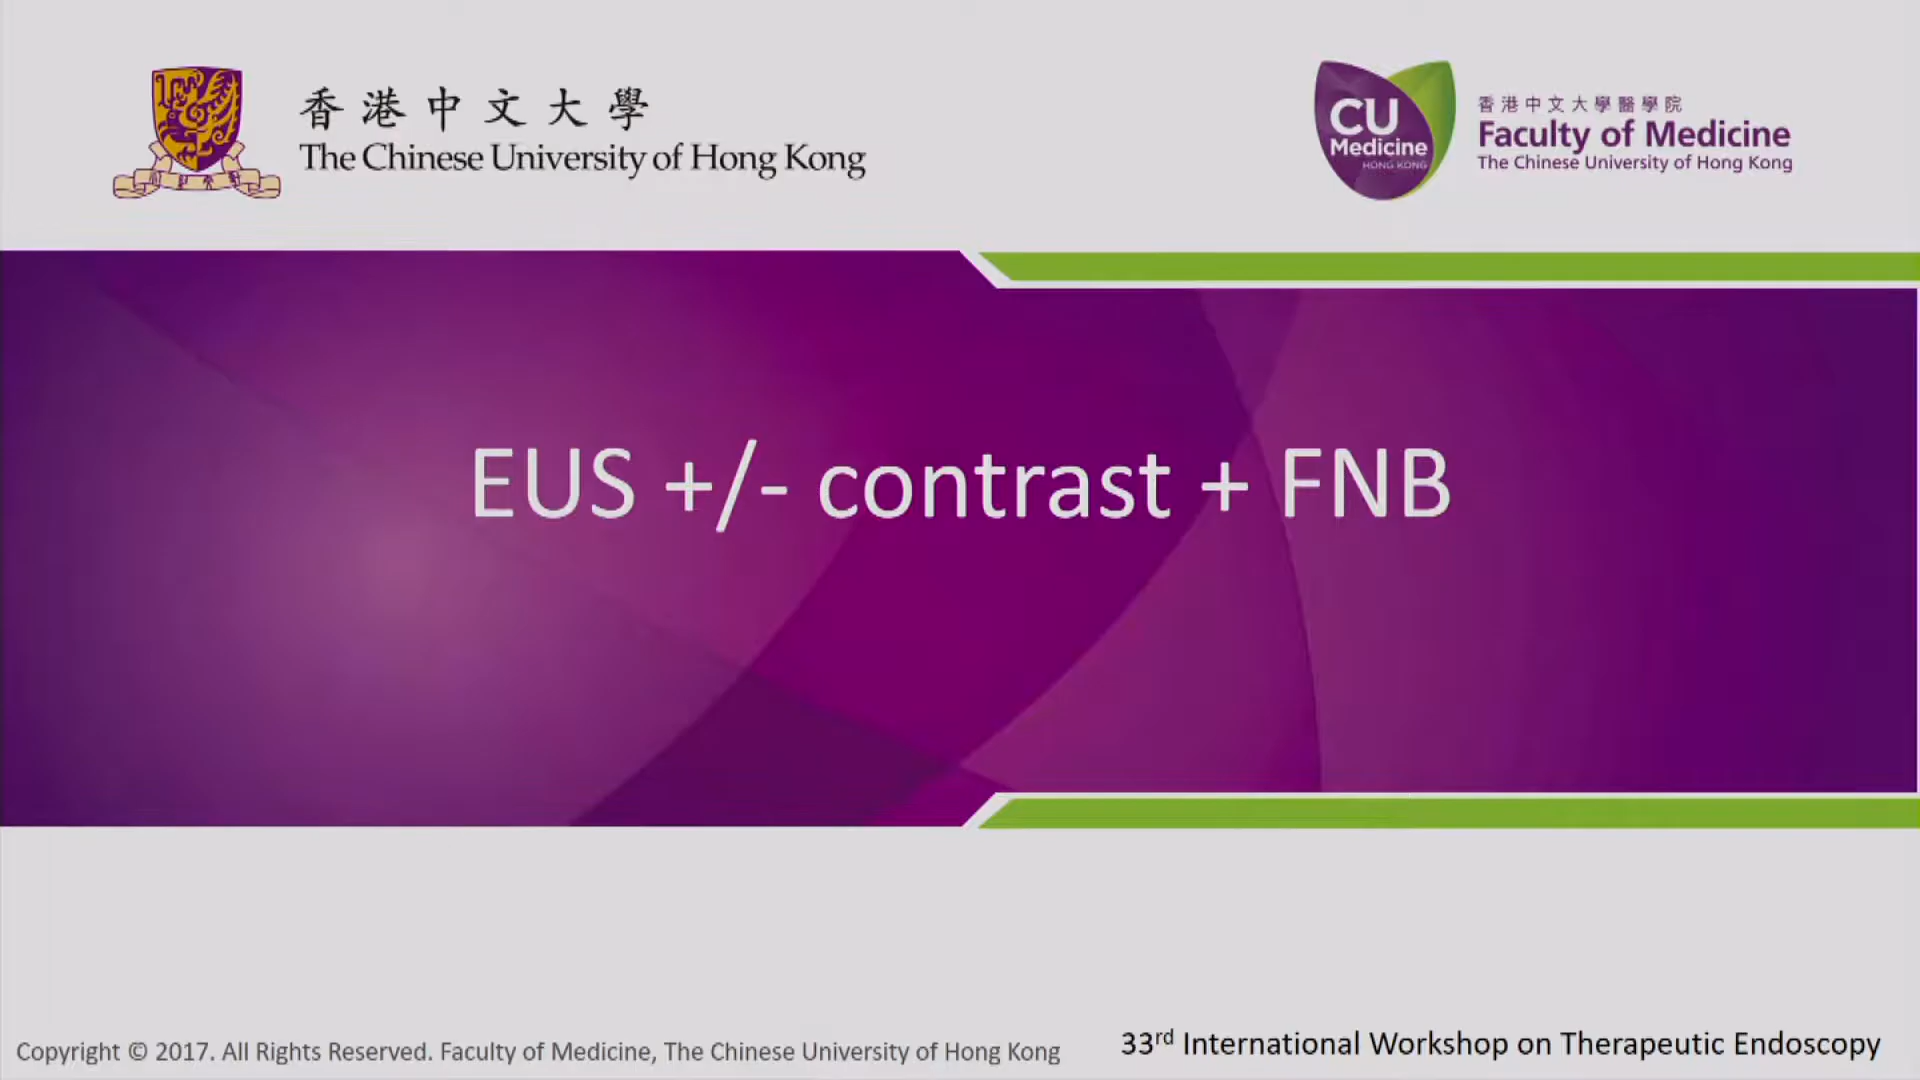 香港中文大學
The Chinese University of Hong Kong
CU
Medicine
HONG KONG
香港中文大學醫學院
Faculty of Medicine
The Chinese University of Hong Kong
EUS +/- contrast + FNB
Copyright © 2017. All Rights Reserved. Faculty of Medicine, The Chinese University of Hong Kong
33rd International Workshop on Therapeutic Endoscopy